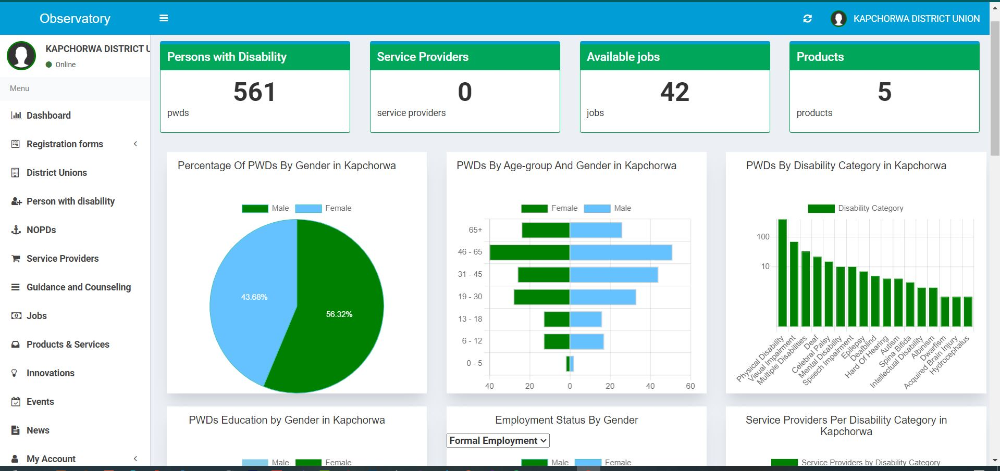 Observatory
KAPCHORWA DISTRICT UNION
KAPCHORWA DISTRICT U
Online
Menu
Dashboard
Registration forms
District Unions
Person with disability
NOPDs
Service Providers
Guidance and Counseling
Jobs
Products & Services
Innovations
Events
News
My Account
Persons with Disability
561
pwds
Service Providers
0
service providers
Available jobs
42
jobs
Products
5
products
Percentage Of PWDs By Gender in Kapchorwa
Male Female
43.68%
56.32%
PWDs By Age-group And Gender in Kapchorwa
Female Male
65+
46 - 65
31 - 45
19 - 30
13 - 18
6 - 12
0 - 5
40 20 0 20 40 60
PWDs By Disability Category in Kapchorwa
Disability Category
100
10
Physical Disability
Visual Impairment
Multiple Disabilities
Deaf
Celebral Palsy
Mental Disability
Speech Impairment
Epilepsy
Deafblind
Hard Of Hearing
Autism
Spina Bifida
Intellectual Disability
Albinism
Dwarfism
Acquired Brain Injury
Hydrocephalus
PWDs Education by Gender in Kapchorwa
Male Female
Employment Status By Gender
Formal Employment
Male Female
Service Providers Per Disability Category in
Kapchorwa
Service Providers by Disability Category